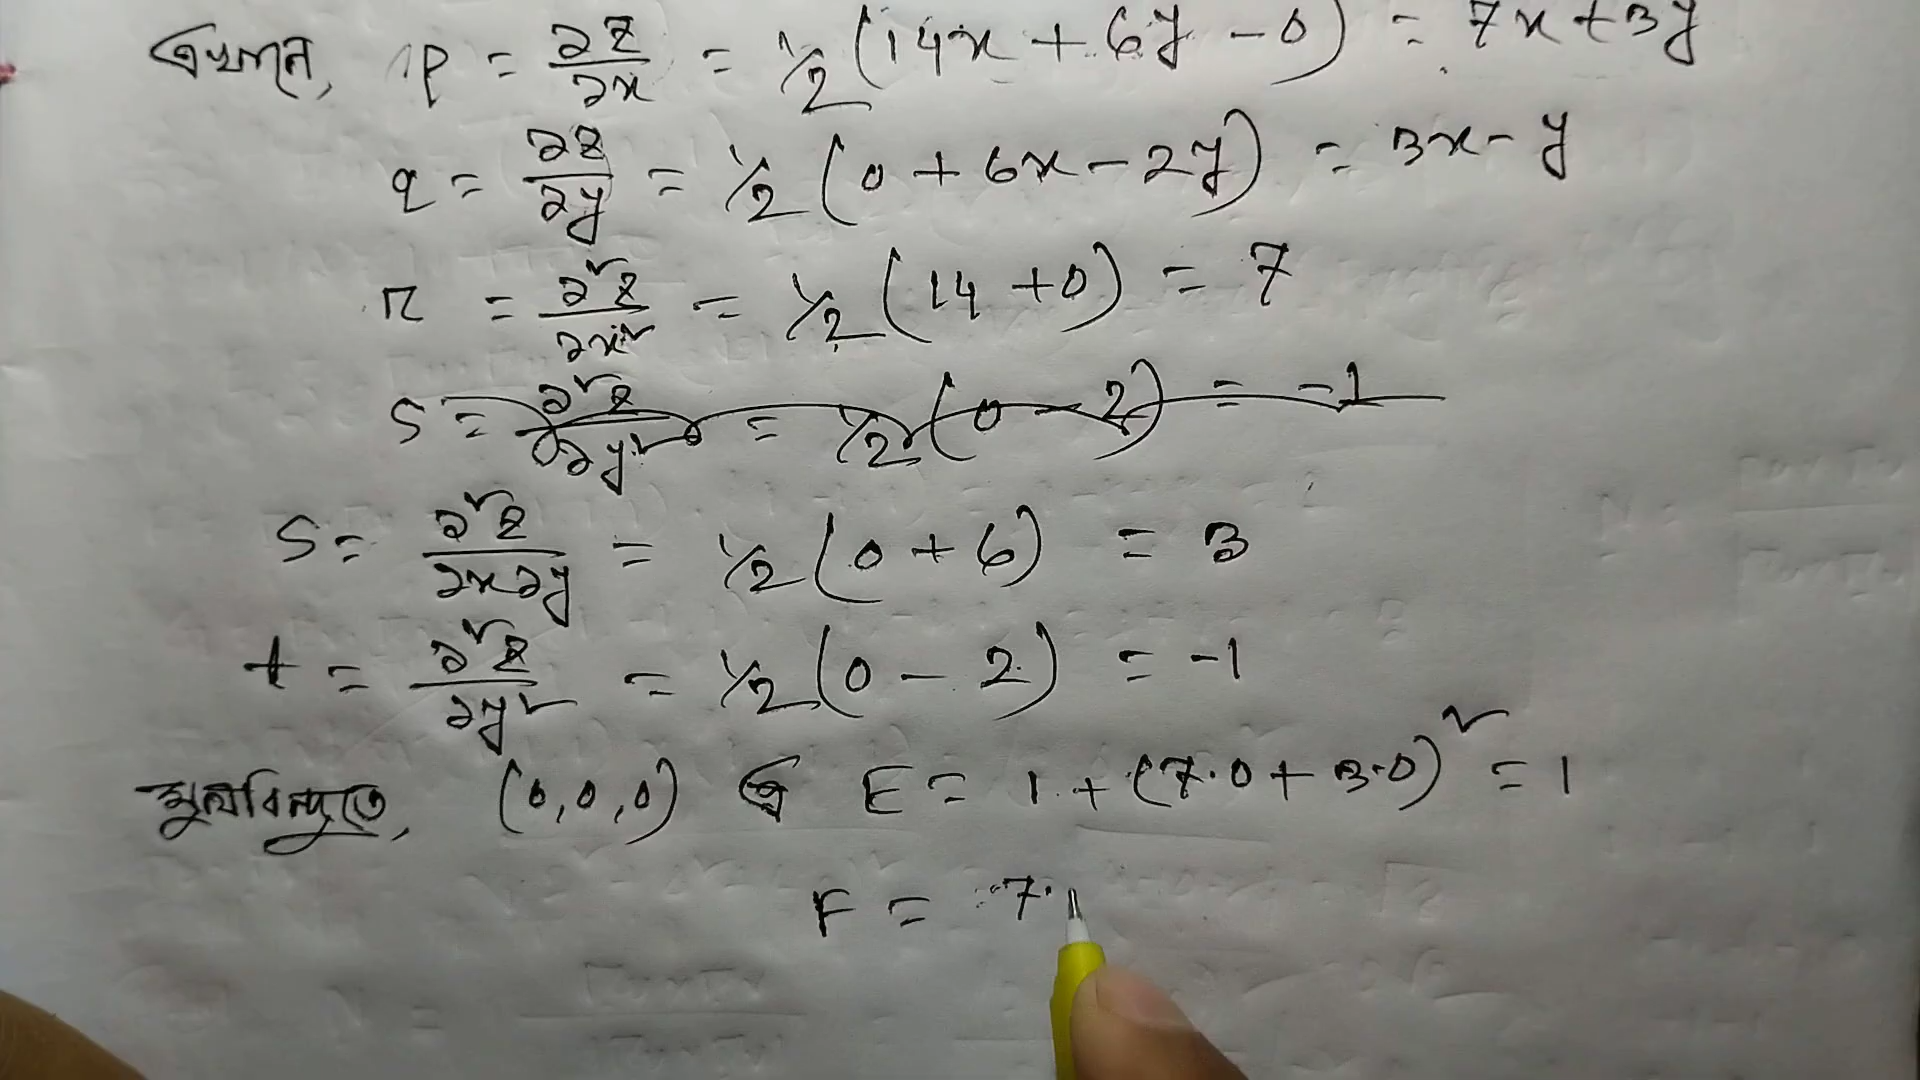 এখানে, p = ∂z/∂x = 1/2 (14x + 6y - 0) = 7x + 3y
q = ∂z/∂y = 1/2 (0 + 6x - 2y) = 3x - y
r = ∂²z/∂x² = 1/2 (14 + 0) = 7
S = ∂²z/∂y² = 1/2 (0 - 2) = -1
S = ∂²z/∂x∂y = 1/2 (0 + 6) = 3
t = ∂²z/∂y² = 1/2 (0 - 2) = -1
মূলবিন্দুতে, (0,0,0) এ E = 1 + (7·0 + 3·0)² = 1
F = 7·